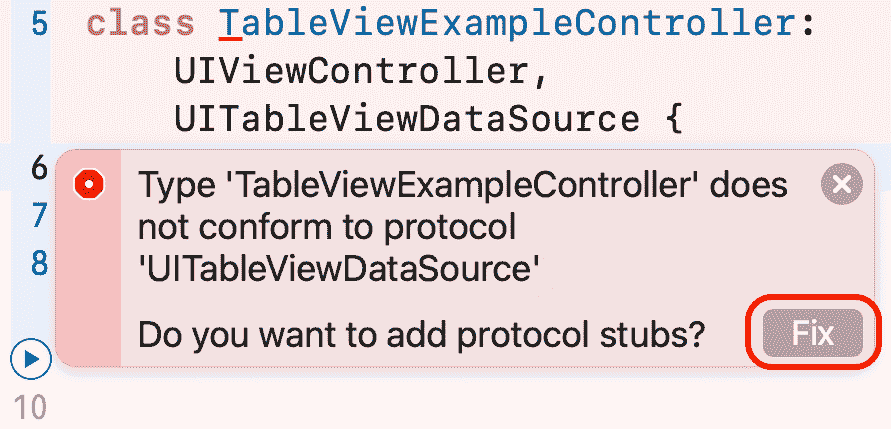 5 class TableViewExampleController:
UIViewController,
UITableViewDataSource {
6 Type 'TableViewExampleController' does
7 not conform to protocol
8 'UITableViewDataSource'
Do you want to add protocol stubs? Fix
10